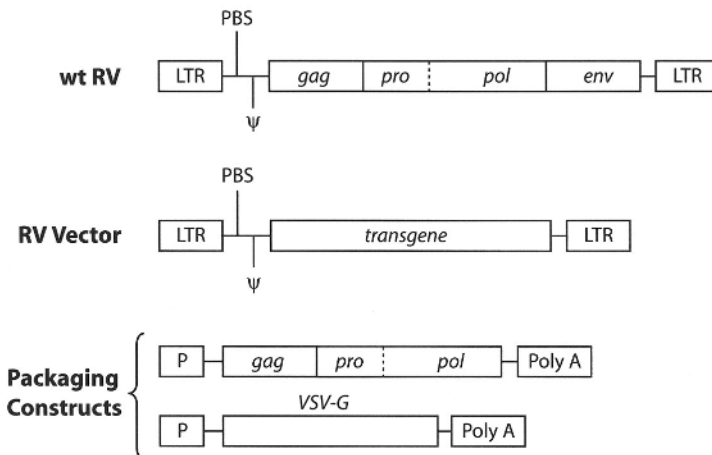 PBS
wt RV LTR gag pro pol env LTR
Ψ
PBS
RV Vector LTR transgene LTR
Ψ
Packaging
Constructs
P gag pro pol Poly A
VSV-G
P Poly A